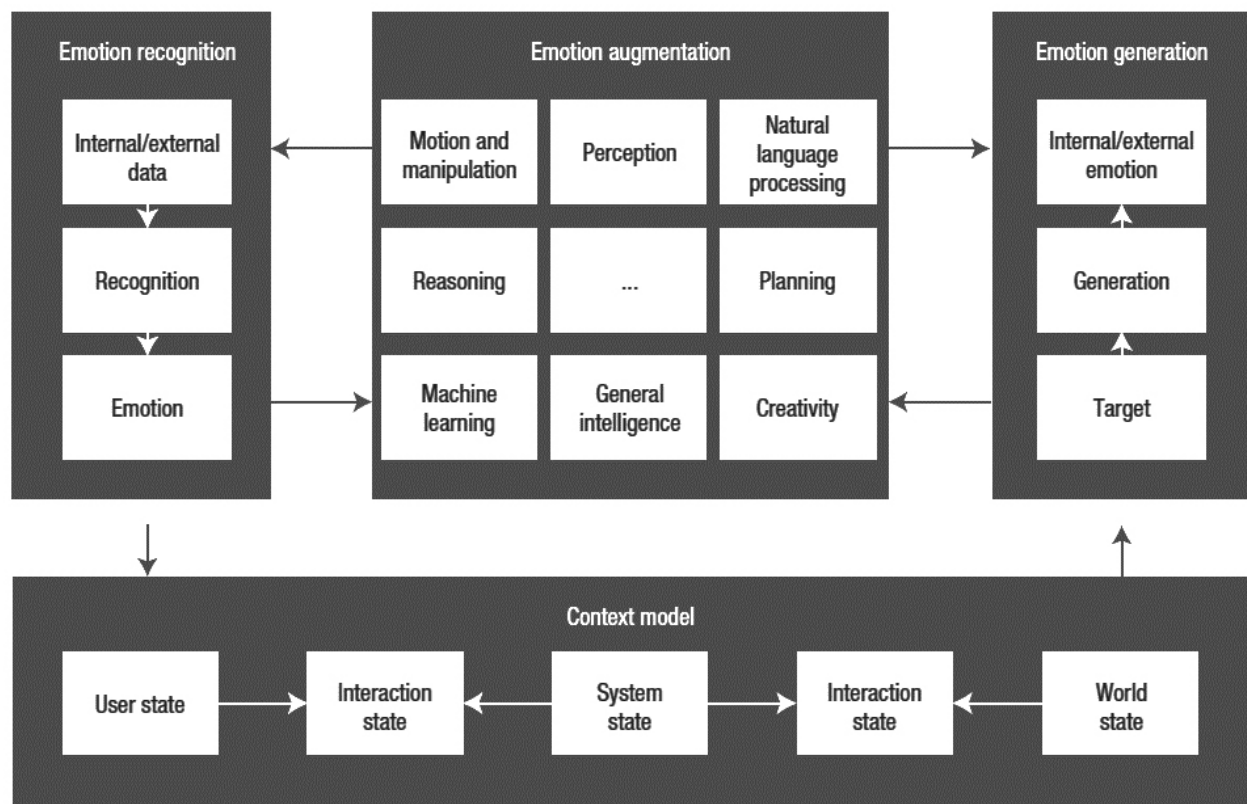 Emotion recognition
Internal/external
data
Recognition
Emotion
Emotion augmentation
Motion and
manipulation
Perception
Natural
language
processing
Reasoning
...
Planning
Machine
learning
General
intelligence
Creativity
Emotion generation
Internal/external
emotion
Generation
Target
Context model
User state
Interaction
state
System
state
Interaction
state
World
state